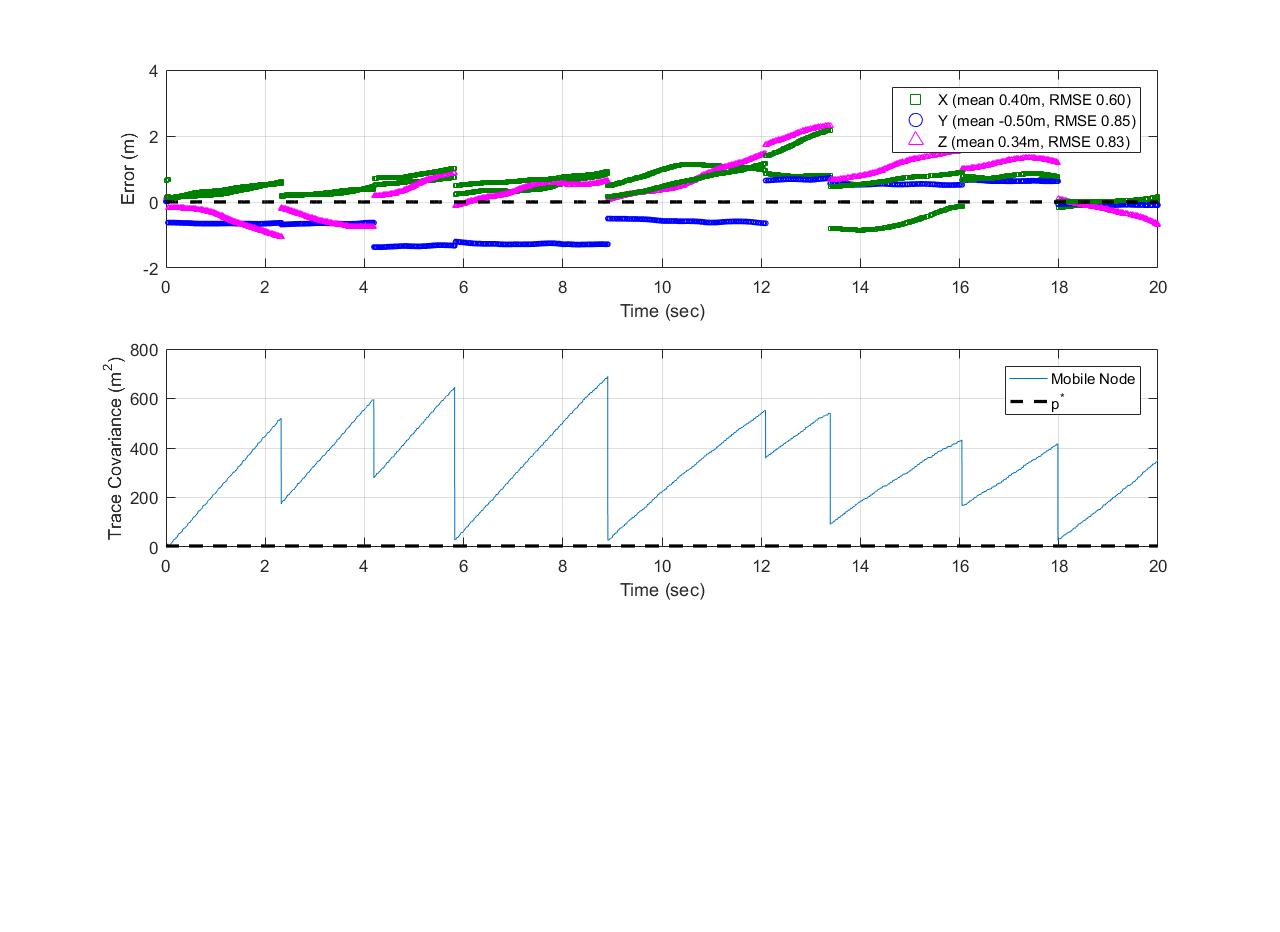 4
2
0
-2
Error (m)
X (mean 0.40m, RMSE 0.60)
Y (mean -0.50m, RMSE 0.85)
Z (mean 0.34m, RMSE 0.83)
0 2 4 6 8 10 12 14 16 18 20
Time (sec)
800
600
400
200
0
Trace Covariance (m²)
Mobile Node
p*
0 2 4 6 8 10 12 14 16 18 20
Time (sec)